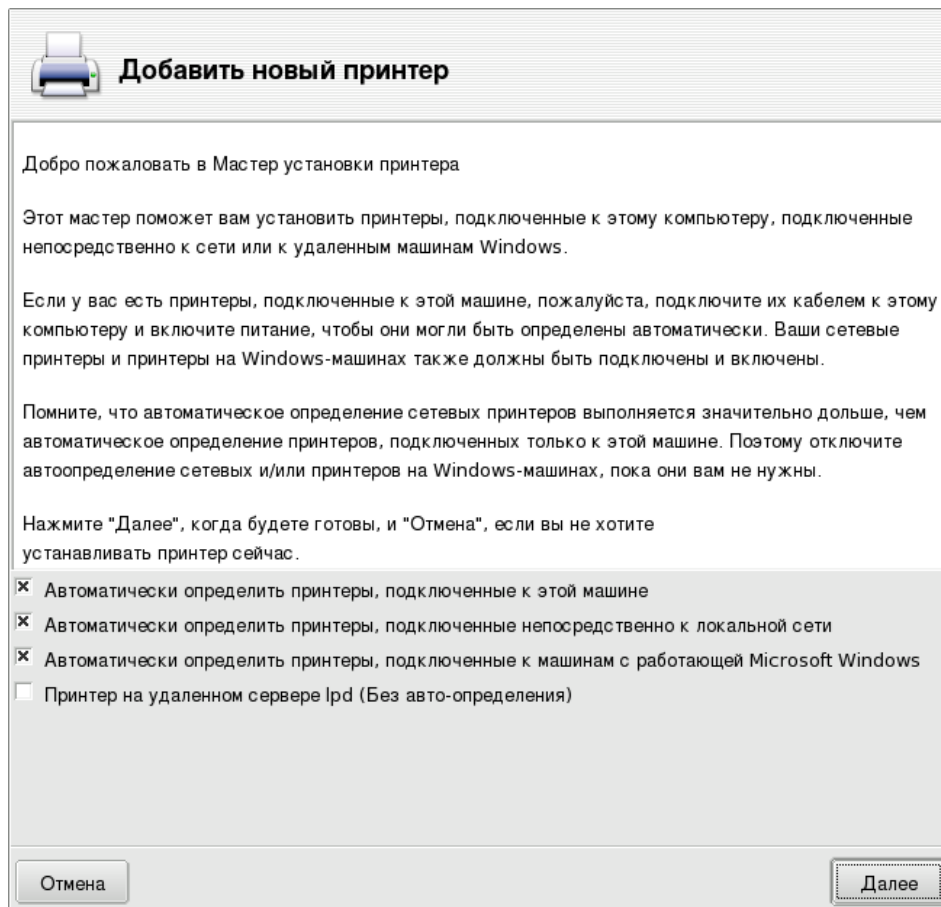 Добавить новый принтер
Добро пожаловать в Мастер установки принтера
Этот мастер поможет вам установить принтеры, подключенные к этому компьютеру, подключенные
непосредственно к сети или к удаленным машинам Windows.
Если у вас есть принтеры, подключенные к этой машине, пожалуйста, подключите их кабелем к этому
компьютеру и включите питание, чтобы они могли быть определены автоматически. Ваши сетевые
принтеры и принтеры на Windows-машинах также должны быть подключены и включены.
Помните, что автоматическое определение сетевых принтеров выполняется значительно дольше, чем
автоматическое определение принтеров, подключенных только к этой машине. Поэтому отключите
автоопределение сетевых и/или принтеров на Windows-машинах, пока они вам не нужны.
Нажмите "Далее", когда будете готовы, и "Отмена", если вы не хотите
устанавливать принтер сейчас.
Автоматически определить принтеры, подключенные к этой машине
Автоматически определить принтеры, подключенные непосредственно к локальной сети
Автоматически определить принтеры, подключенные к машинам с работающей Microsoft Windows
Принтер на удаленном сервере lpd (Без авто-определения)
Отмена
Далее